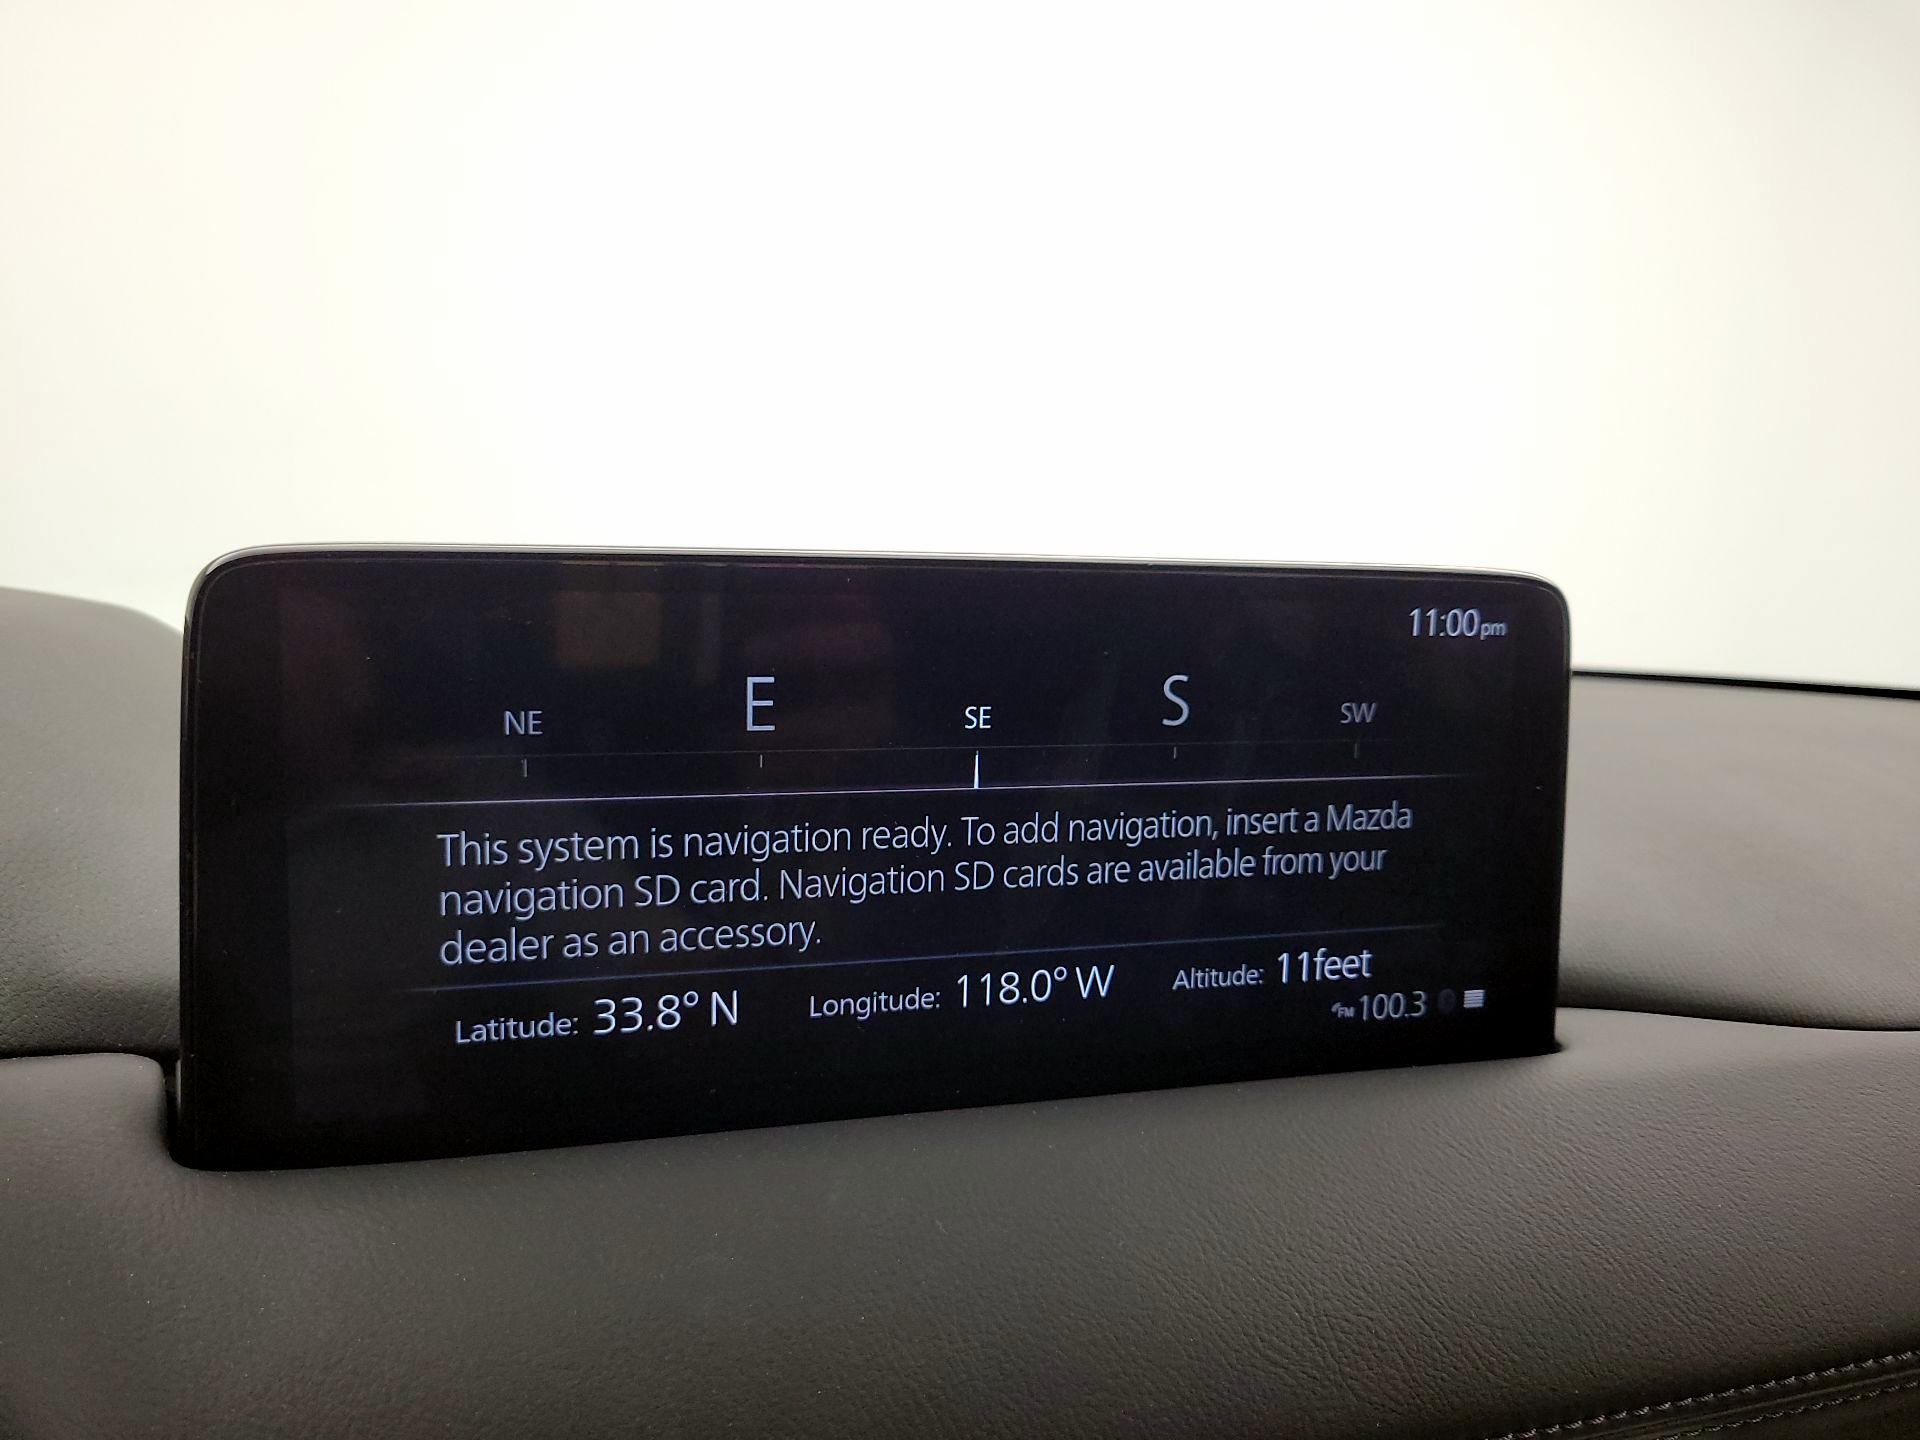 11:00pm
NE E SE S SW
This system is navigation ready. To add navigation, insert a Mazda
navigation SD card. Navigation SD cards are available from your
dealer as an accessory.
Latitude: 33.8° N Longitude: 118.0° W Altitude: 11feet
FM 100.3